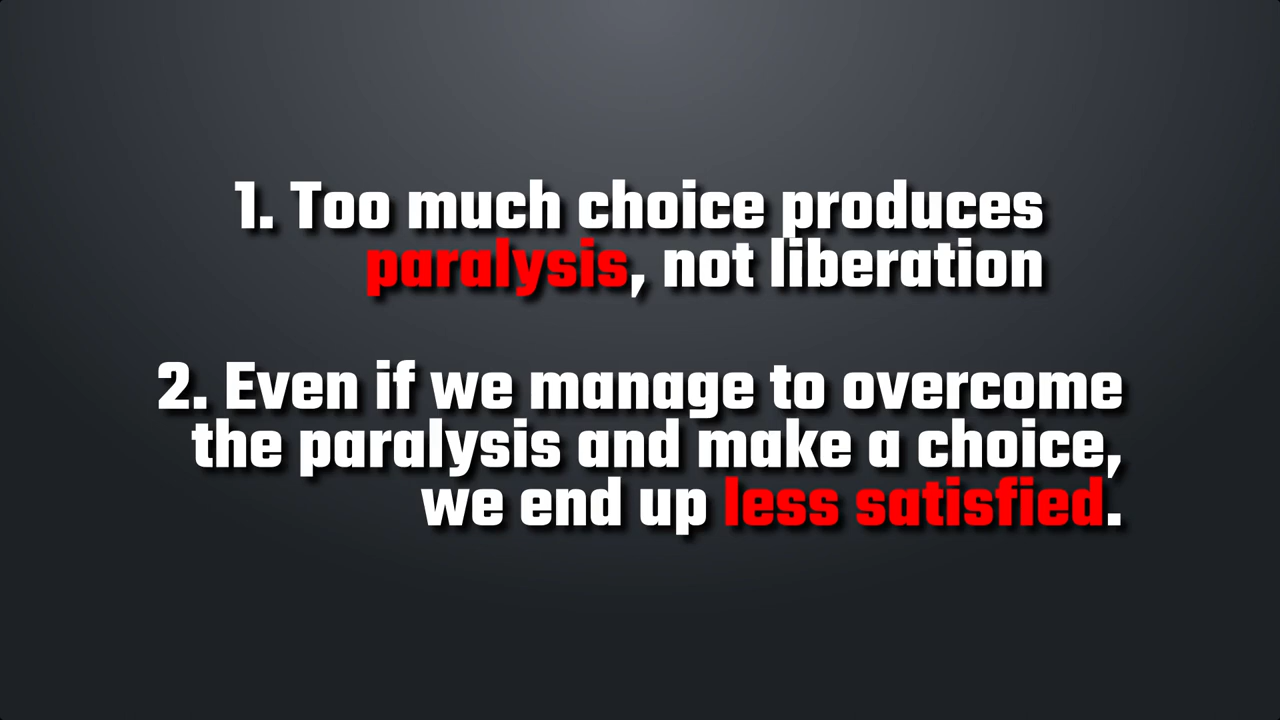 1. Too much choice produces
paralysis, not liberation
2. Even if we manage to overcome
the paralysis and make a choice,
we end up less satisfied.